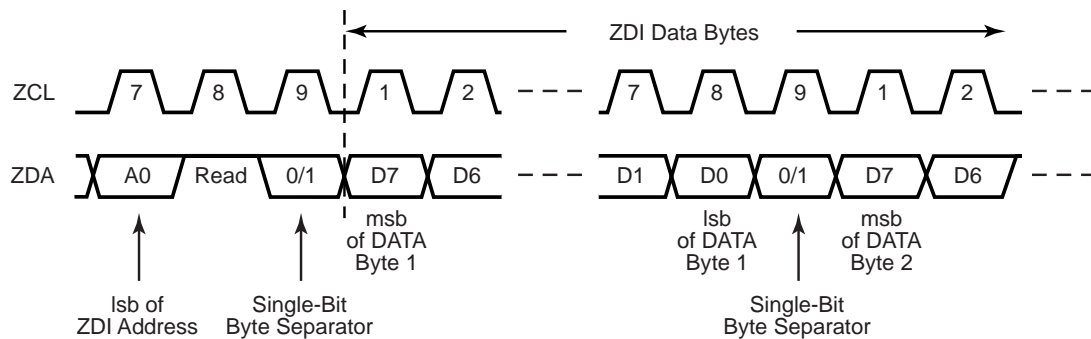 ZDI Data Bytes
ZCL 7 8 9 1 2 7 8 9 1 2
ZDA A0 Read 0/1 D7 D6 D1 D0 0/1 D7 D6
msb
of DATA
Byte 1
lsb
of DATA
Byte 1
msb
of DATA
Byte 2
lsb of
ZDI Address
Single-Bit
Byte Separator
Single-Bit
Byte Separator